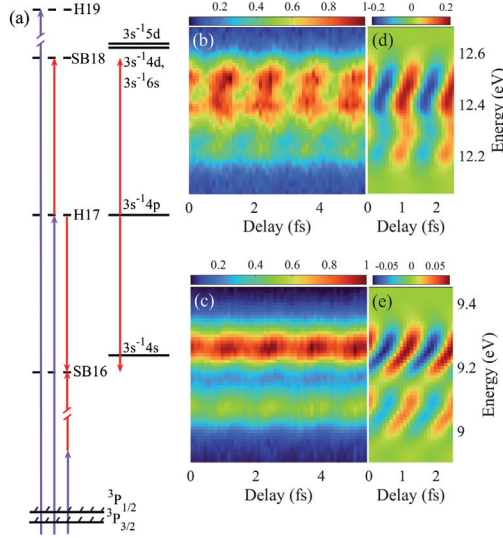 (a)
H19
SB18
H17
SB16
3s⁻¹5d
3s⁻¹4d,
3s⁻¹6s
3s⁻¹4p
3s⁻¹4s
³P₁/₂
³P₃/₂
0.2 0.4 0.6 0.8 1
(b)
0 2 4
Delay (fs)
-0.2 0 0.2
(d)
12.6
12.4
12.2
Energy (eV)
0 1 2
Delay (fs)
0 0.2 0.4 0.6 0.8 1
(c)
0 2 4
Delay (fs)
-0.05 0 0.05
(e)
9.4
9.2
9
Energy (eV)
0 1 2
Delay (fs)